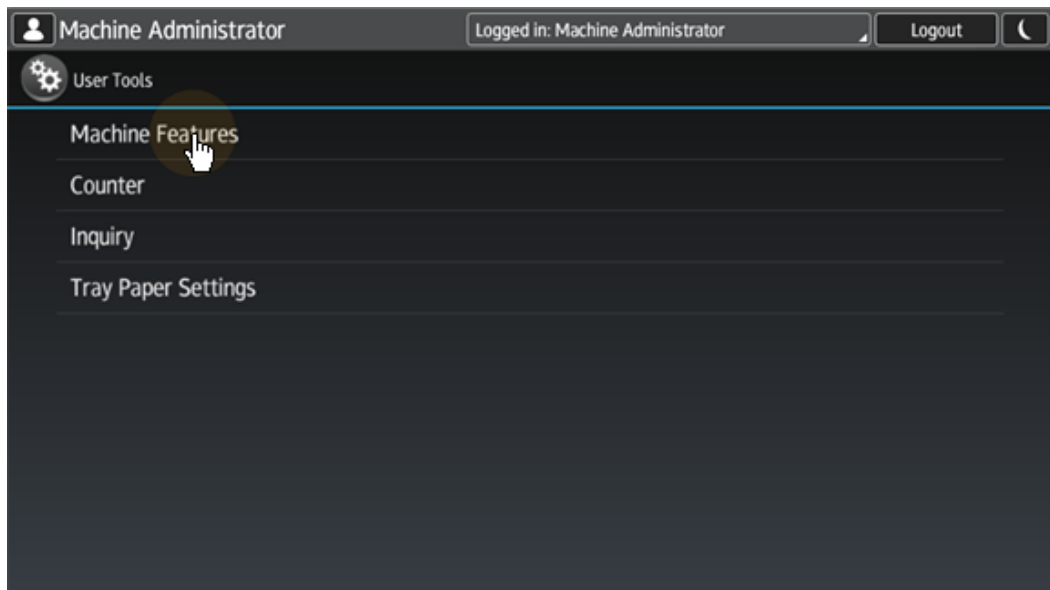 Machine Administrator Logged in: Machine Administrator Logout
User Tools
Machine Features
Counter
Inquiry
Tray Paper Settings